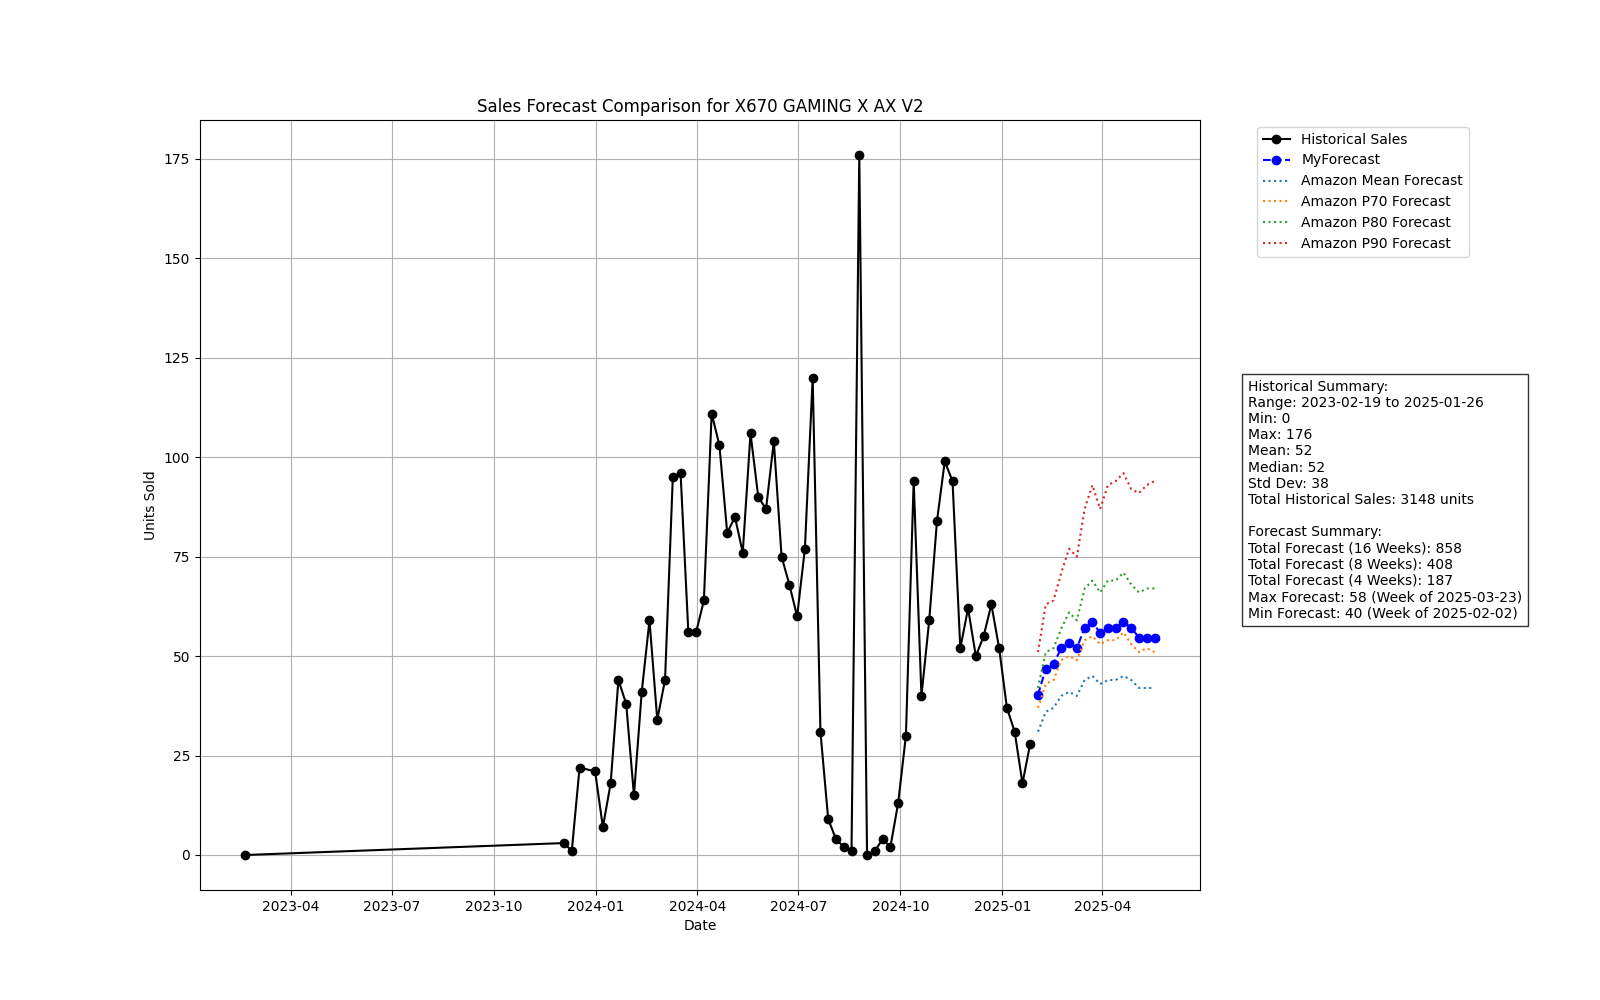 Sales Forecast Comparison for X670 GAMING X AX V2
Historical Sales
MyForecast
Amazon Mean Forecast
Amazon P70 Forecast
Amazon P80 Forecast
Amazon P90 Forecast
175
150
125
100
75
50
25
0
Units Sold
2023-04 2023-07 2023-10 2024-01 2024-04 2024-07 2024-10 2025-01 2025-04
Date
Historical Summary:
Range: 2023-02-19 to 2025-01-26
Min: 0
Max: 176
Mean: 52
Median: 52
Std Dev: 38
Total Historical Sales: 3148 units
Forecast Summary:
Total Forecast (16 Weeks): 858
Total Forecast (8 Weeks): 408
Total Forecast (4 Weeks): 187
Max Forecast: 58 (Week of 2025-03-23)
Min Forecast: 40 (Week of 2025-02-02)